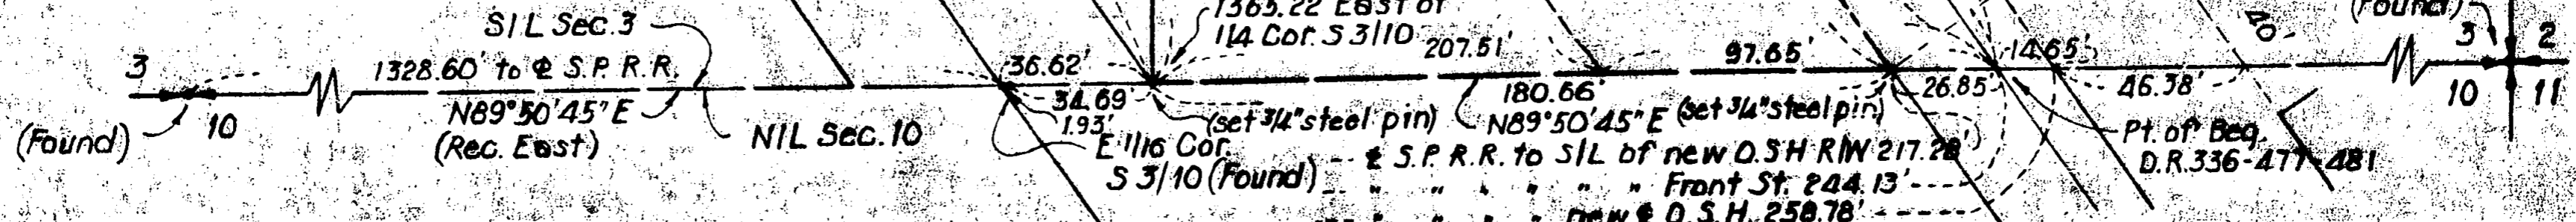 S/L Sec. 3
1365.22 East of
1/4 Cor. S 3/10
(Found)
3
10
(Found)
1328.60' to ₵ S.P.R.R.
N89°50'45"E
(Rec. East)
N/L Sec. 10
36.62'
34.69'
1.93'
E 1/16 Cor.
S 3/10 (Found)
(set 3/4" steel pin)
207.51'
180.66'
N89°50'45"E
97.65'
(set 3/4" steel pin)
26.85'
14.65'
46.38'
40
Pt. of Beg.
D.R. 336-477-481
3
2
10
11
₵ S.P.R.R. to S/L of new O.S.H R/W 217.28'
" " " " " " Front St. 244.13'
new ₵ O.S.H. 258.78'